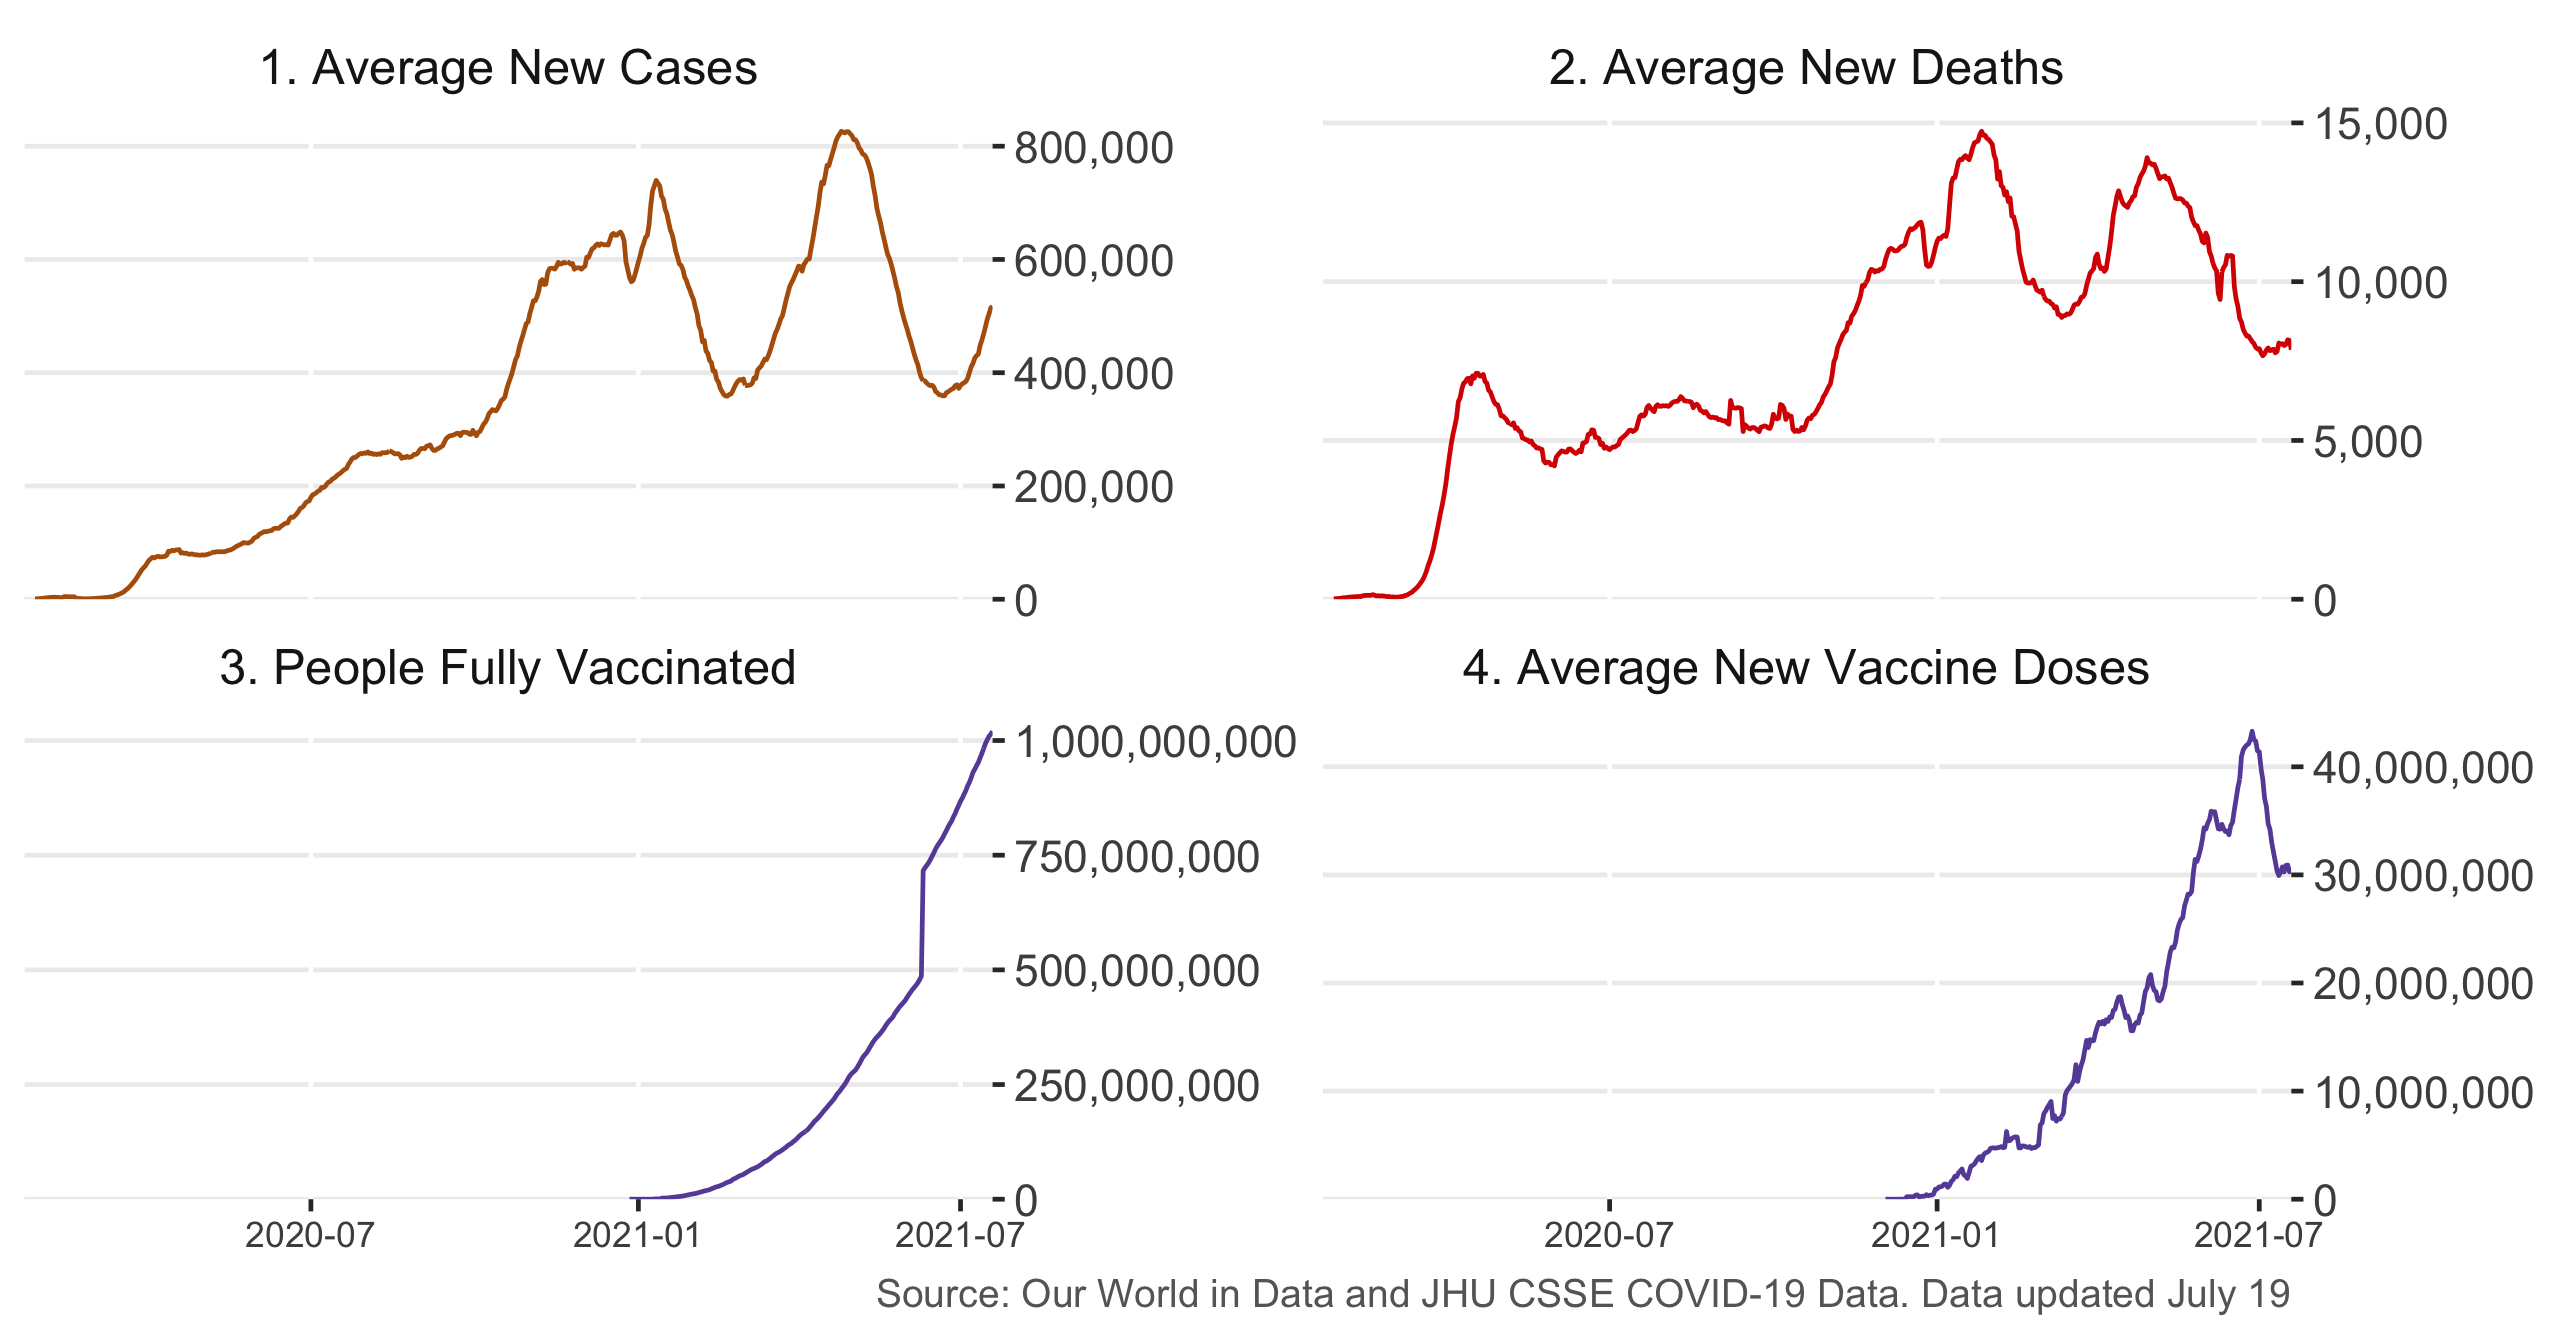 1. Average New Cases
800,000
600,000
400,000
200,000
0
2. Average New Deaths
15,000
10,000
5,000
0
3. People Fully Vaccinated
1,000,000,000
750,000,000
500,000,000
250,000,000
0
2020-07 2021-01 2021-07
4. Average New Vaccine Doses
40,000,000
30,000,000
20,000,000
10,000,000
0
2020-07 2021-01 2021-07
Source: Our World in Data and JHU CSSE COVID-19 Data. Data updated July 19